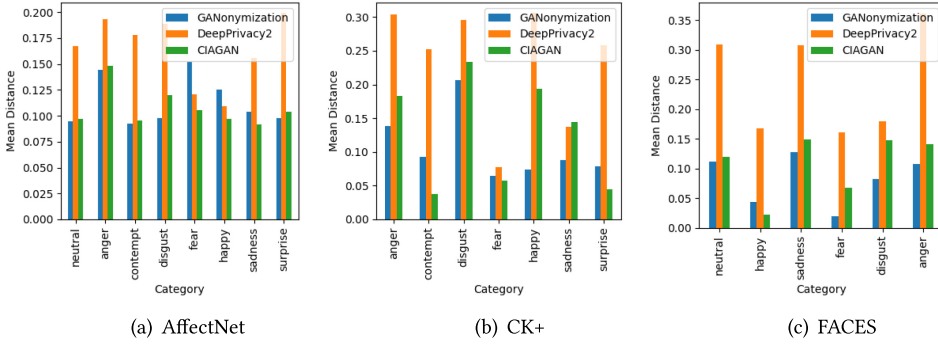 GANonymization
DeepPrivacy2
CIAGAN
Mean Distance
0.200
0.175
0.150
0.125
0.100
0.075
0.050
0.025
0.000
neutral
anger
contempt
disgust
fear
happy
sadness
surprise
Category
(a) AffectNet
GANonymization
DeepPrivacy2
CIAGAN
Mean Distance
0.30
0.25
0.20
0.15
0.10
0.05
0.00
anger
contempt
disgust
fear
happy
sadness
surprise
Category
(b) CK+
GANonymization
DeepPrivacy2
CIAGAN
Mean Distance
0.35
0.30
0.25
0.20
0.15
0.10
0.05
0.00
neutral
happy
sadness
fear
disgust
anger
Category
(c) FACES